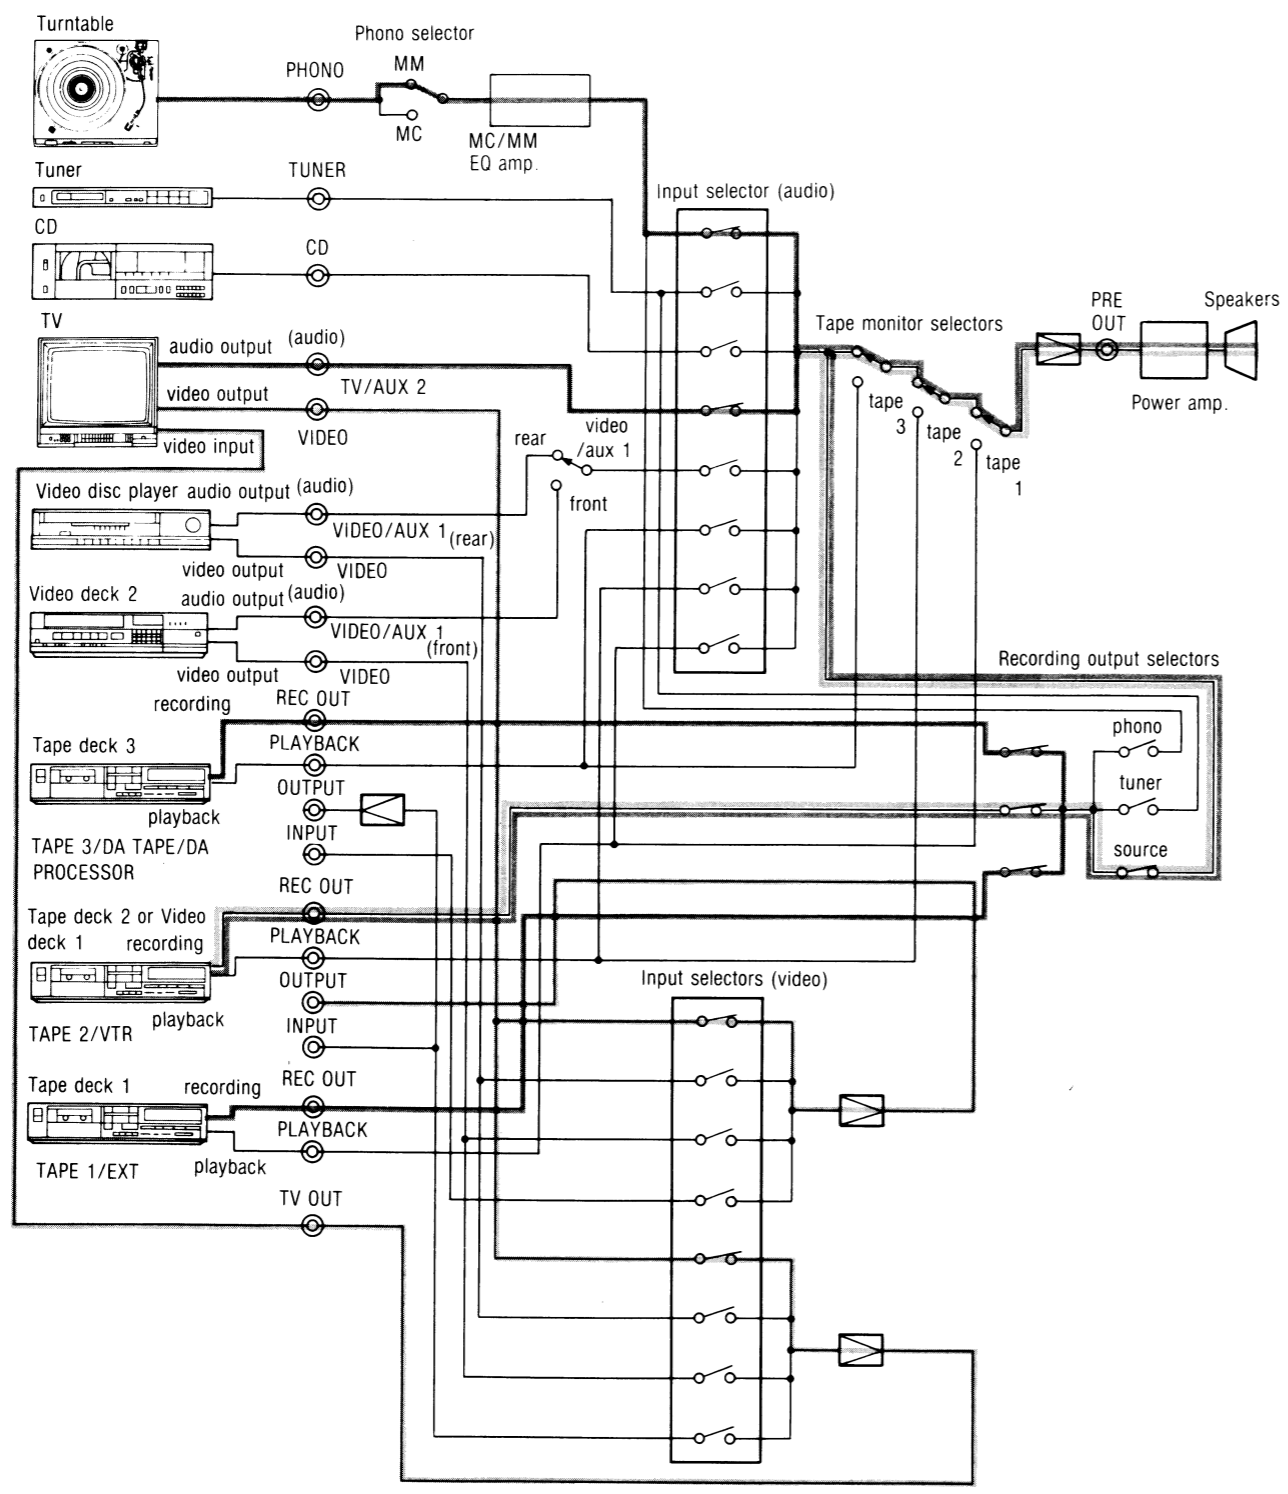 Turntable
Phono selector
PHONO
MM
MC
MC/MM
EQ amp.
Tuner
TUNER
Input selector (audio)
CD
CD
TV
audio output
(audio)
TV/AUX 2
video output
VIDEO
video input
video
/aux 1
rear
front
Tape monitor selectors
tape
3
tape
2
tape
1
PRE
OUT
Speakers
Power amp.
Video disc player
audio output
(audio)
VIDEO/AUX 1
(rear)
video output
VIDEO
Video deck 2
audio output
(audio)
VIDEO/AUX 1
(front)
video output
VIDEO
recording
REC OUT
Recording output selectors
phono
tuner
source
Tape deck 3
PLAYBACK
OUTPUT
playback
INPUT
TAPE 3/DA TAPE/DA
PROCESSOR
REC OUT
Tape deck 2 or Video
deck 1
recording
PLAYBACK
OUTPUT
playback
INPUT
TAPE 2/VTR
Input selectors (video)
Tape deck 1
recording
REC OUT
PLAYBACK
playback
TAPE 1/EXT
TV OUT